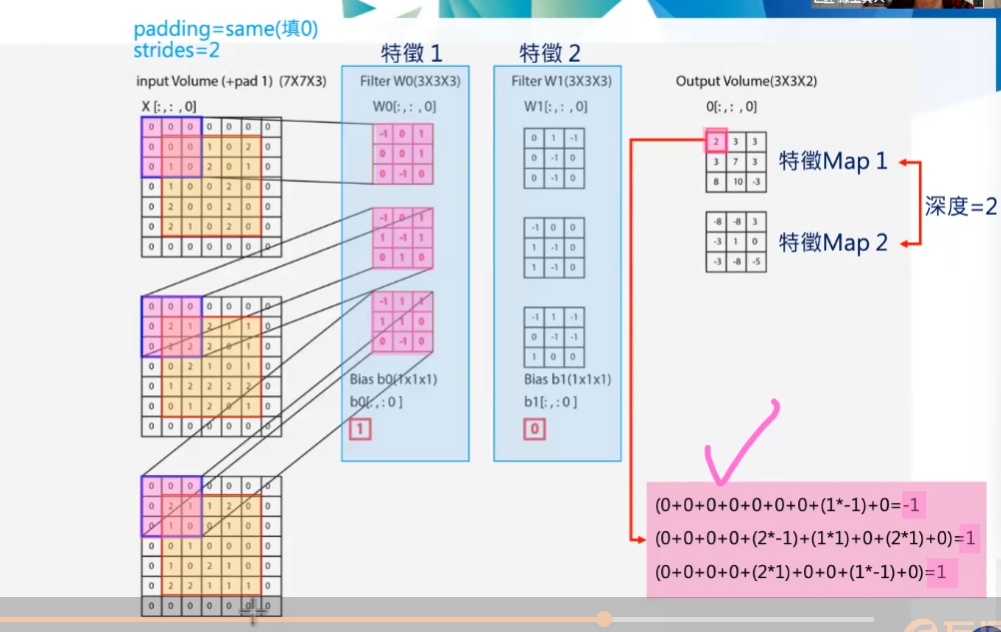 padding=same(填0)
strides=2
特徵 1
特徵 2
input Volume (+pad 1) (7X7X3)
Filter W0(3X3X3)
Filter W1(3X3X3)
Output Volume(3X3X2)
X [:,: ,0]
W0[:,: ,0]
W1[:,: ,0]
0[:,: ,0]
0 0 0 0 0 0 0
0 0 0 1 0 2 0
0 1 0 2 0 1 0
0 1 0 0 2 0 0
0 2 0 0 2 0 0
0 2 1 0 2 0 0
0 0 0 0 0 0 0
0 0 0 0 0 0 0
0 2 1 2 1 1 0
0 2 2 2 0 1 0
0 0 2 1 0 1 0
0 1 2 2 2 2 0
0 0 1 2 0 1 0
0 0 0 0 0 0 0
0 0 0 0 0 0 0
0 2 1 1 2 0 0
0 1 0 0 1 0 0
0 0 1 0 0 0 0
0 1 0 2 1 0 0
0 2 2 1 1 1 0
0 0 0 0 0 0 0
-1 0 1
0 0 1
0 -1 0
-1 0 1
1 -1 1
0 1 0
-1 1 1
1 1 0
0 -1 0
Bias b0(1x1x1)
b0[:,:0]
1
0 1 -1
0 -1 0
0 -1 0
-1 0 0
1 -1 0
1 -1 0
-1 1 -1
0 -1 -1
1 0 0
Bias b1(1x1x1)
b1[:,:0]
0
2 3 3
3 7 3
8 10 -3
特徵Map 1
深度=2
-8 -8 3
-3 1 0
-3 -8 -5
特徵Map 2
(0+0+0+0+0+0+0+(1*-1)+0=-1
(0+0+0+0+(2*-1)+(1*1)+0+(2*1)+0)=1
(0+0+0+0+(2*1)+0+0+(1*-1)+0)=1